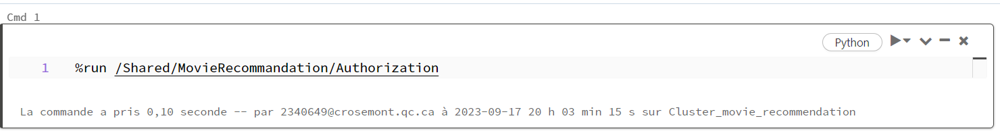 Cmd 1
Python
1 %run /Shared/MovieRecommandation/Authorization
La commande a pris 0,10 seconde -- par 2340649@crosemont.qc.ca à 2023-09-17 20 h 03 min 15 s sur Cluster_movie_recommendation